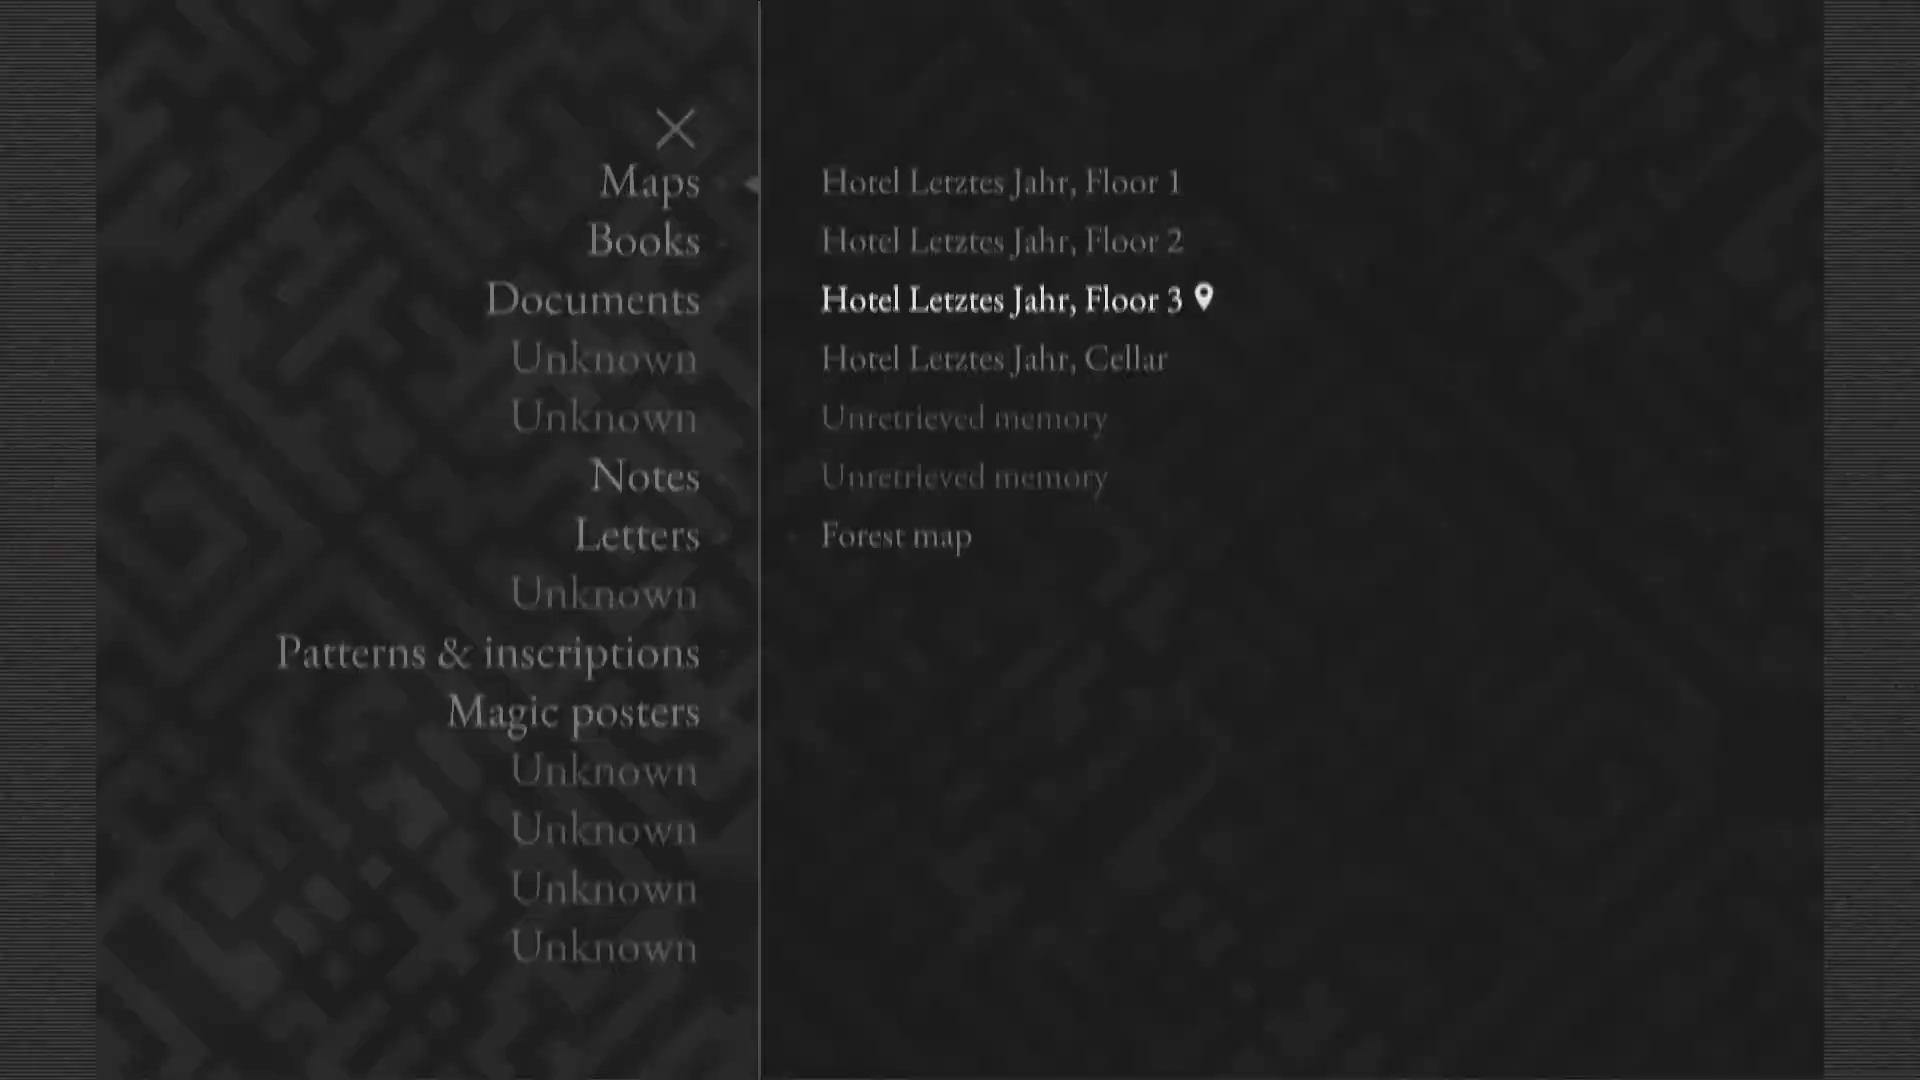 Maps
Books
Documents
Unknown
Unknown
Notes
Letters
Unknown
Patterns & inscriptions
Magic posters
Unknown
Unknown
Unknown
Unknown
Hotel Letztes Jahr, Floor 1
Hotel Letztes Jahr, Floor 2
Hotel Letztes Jahr, Floor 3
Hotel Letztes Jahr, Cellar
Unretrieved memory
Unretrieved memory
Forest map